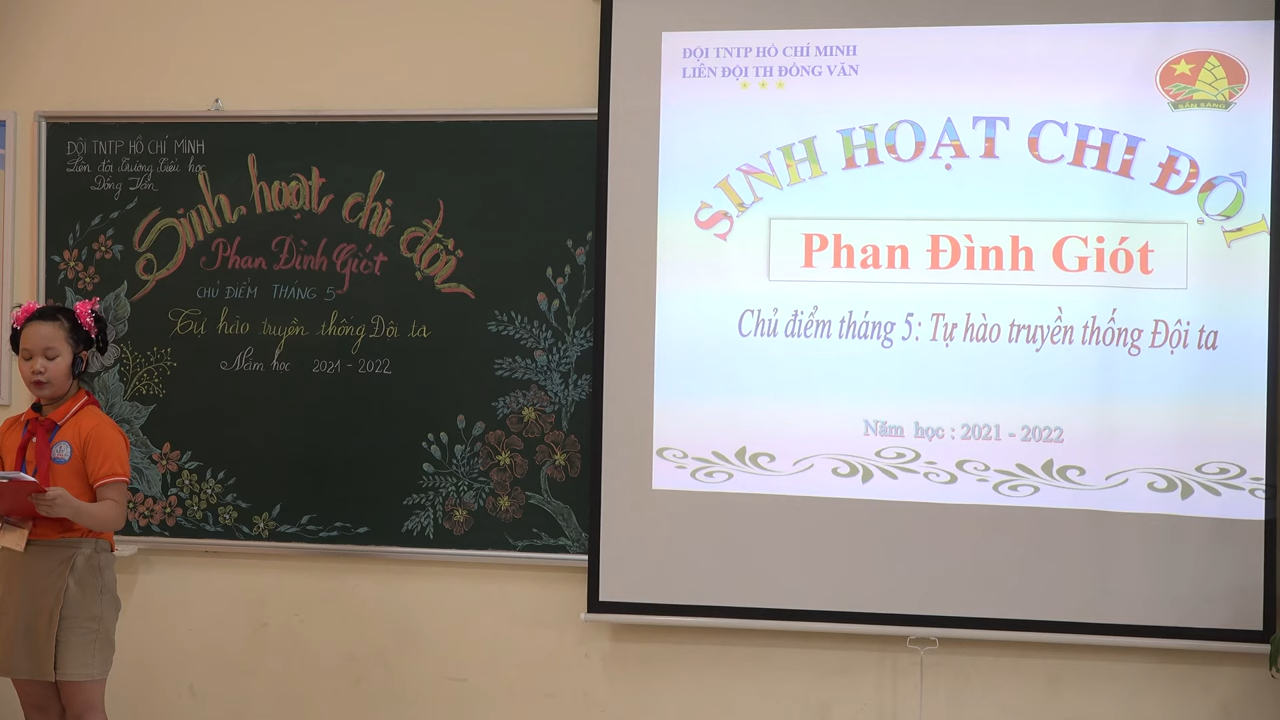 ĐỘI TNTP HỒ CHÍ MINH
Liên đội Trường Tiểu học
Đồng Văn
Sinh hoạt chi đội
Phan Đình Giót
CHỦ ĐIỂM THÁNG 5
Tự hào truyền thống Đội ta
Năm học 2021 - 2022
ĐỘI TNTP HỒ CHÍ MINH
LIÊN ĐỘI TH ĐỒNG VĂN
SẴN SÀNG
SINH HOẠT CHI ĐỘI
Phan Đình Giót
Chủ điểm tháng 5: Tự hào truyền thống Đội ta
Năm học : 2021 - 2022